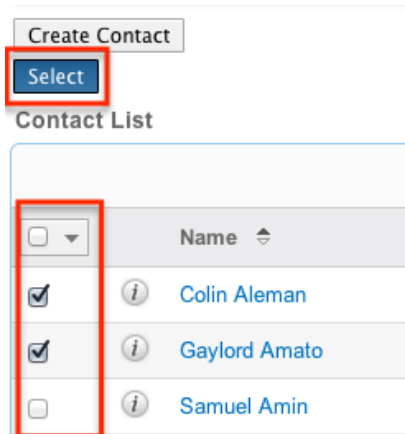 Create Contact
Select
Contact List
Name
Colin Aleman
Gaylord Amato
Samuel Amin